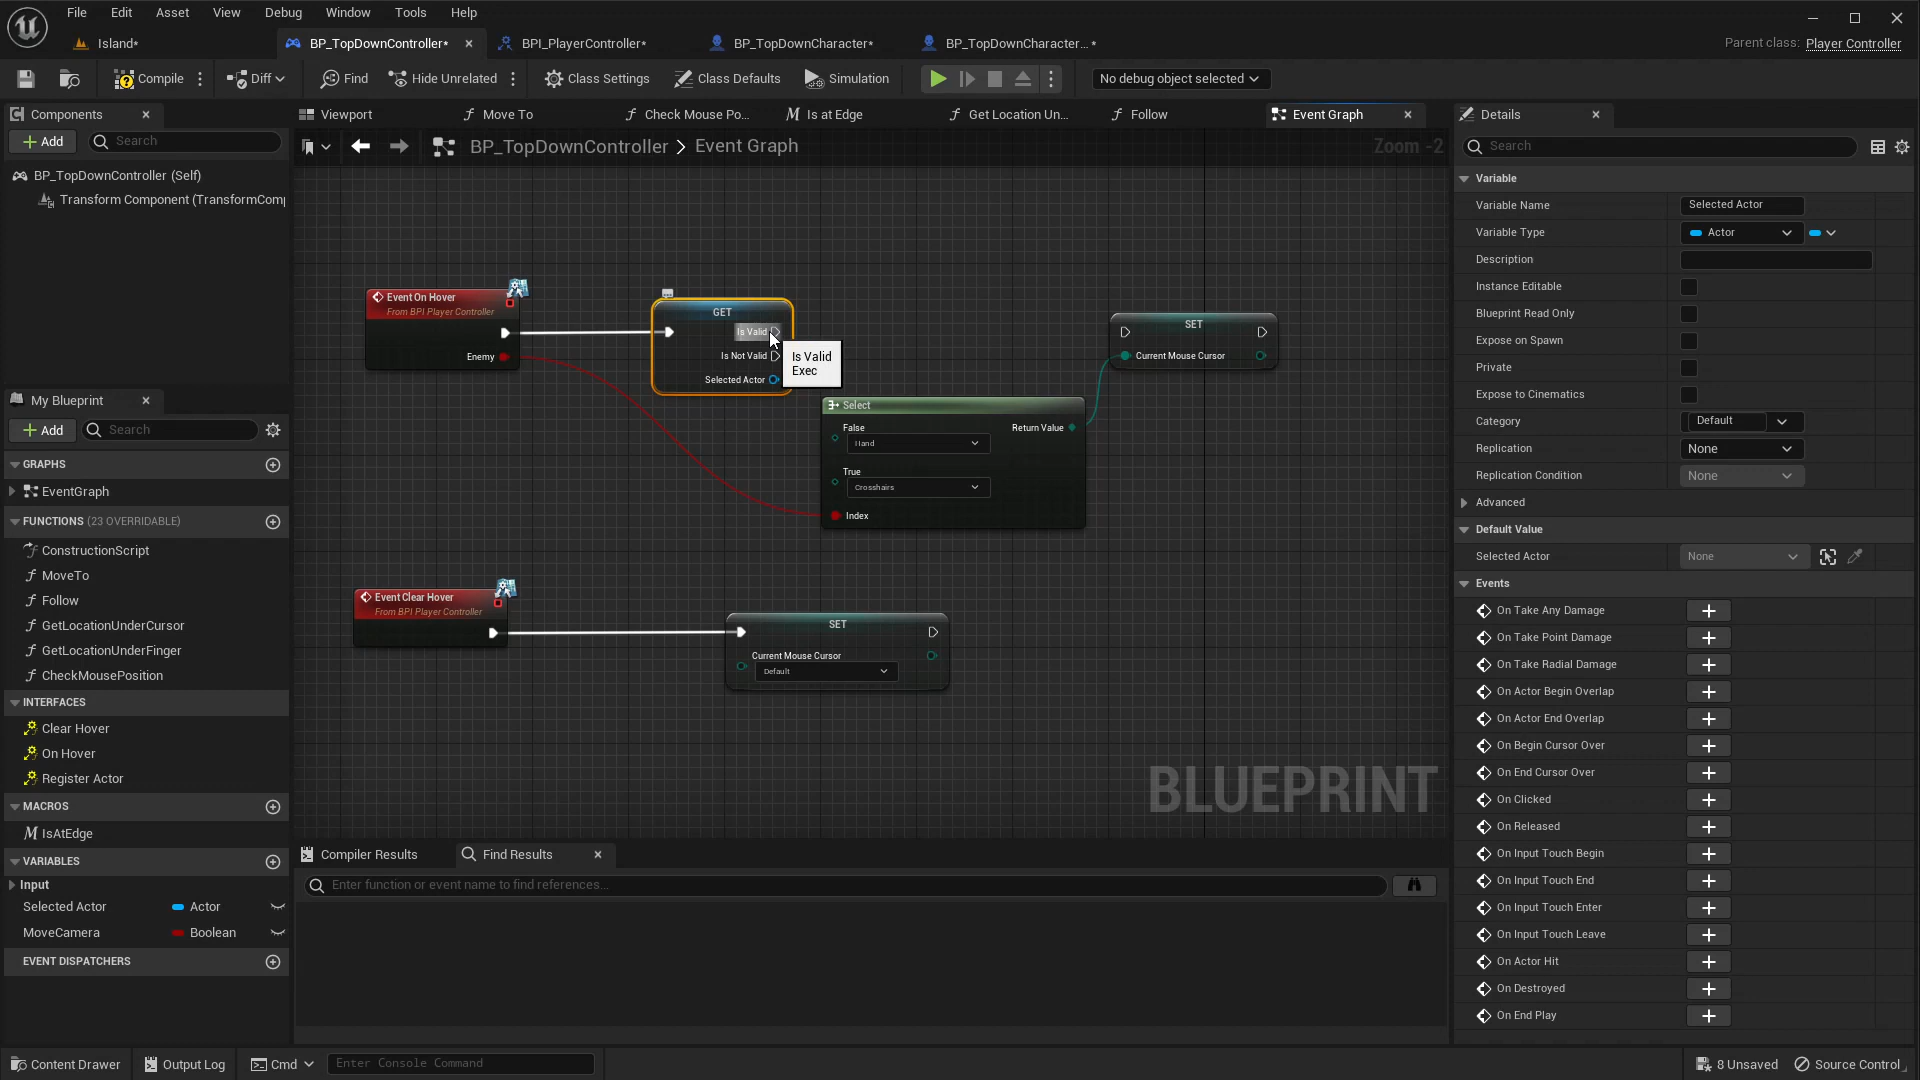 File Edit Asset View Debug Window Tools Help
Island* BP_TopDownController* BPI_PlayerController* BP_TopDownCharacter* BP_TopDownCharacter... * Parent class: Player Controller
Compile Diff Find Hide Unrelated Class Settings Class Defaults Simulation No debug object selected
Components
Add Search
BP_TopDownController (Self)
Transform Component (TransformComp
Viewport Move To Check Mouse Po... Is at Edge Get Location Un... Follow Event Graph
BP_TopDownController > Event Graph Zoom -2
Event On Hover
From BPI Player Controller
Enemy
GET
Is Valid
Is Not Valid
Selected Actor
Is Valid
Exec
Select
False
Hand
True
Crosshairs
Index
Return Value
SET
Current Mouse Cursor
Event Clear Hover
From BPI Player Controller
SET
Current Mouse Cursor
Default
BLUEPRINT
My Blueprint
Add Search
GRAPHS
EventGraph
FUNCTIONS (23 OVERRIDABLE)
ConstructionScript
MoveTo
Follow
GetLocationUnderCursor
GetLocationUnderFinger
CheckMousePosition
INTERFACES
Clear Hover
On Hover
Register Actor
MACROS
IsAtEdge
VARIABLES
Input
Selected Actor Actor
MoveCamera Boolean
EVENT DISPATCHERS
Compiler Results Find Results
Enter function or event name to find references...
Details
Search
Variable
Variable Name Selected Actor
Variable Type Actor
Description
Instance Editable
Blueprint Read Only
Expose on Spawn
Private
Expose to Cinematics
Category Default
Replication None
Replication Condition None
Advanced
Default Value
Selected Actor None
Events
On Take Any Damage
On Take Point Damage
On Take Radial Damage
On Actor Begin Overlap
On Actor End Overlap
On Begin Cursor Over
On End Cursor Over
On Clicked
On Released
On Input Touch Begin
On Input Touch End
On Input Touch Enter
On Input Touch Leave
On Actor Hit
On Destroyed
On End Play
Content Drawer Output Log Cmd Enter Console Command 8 Unsaved Source Control